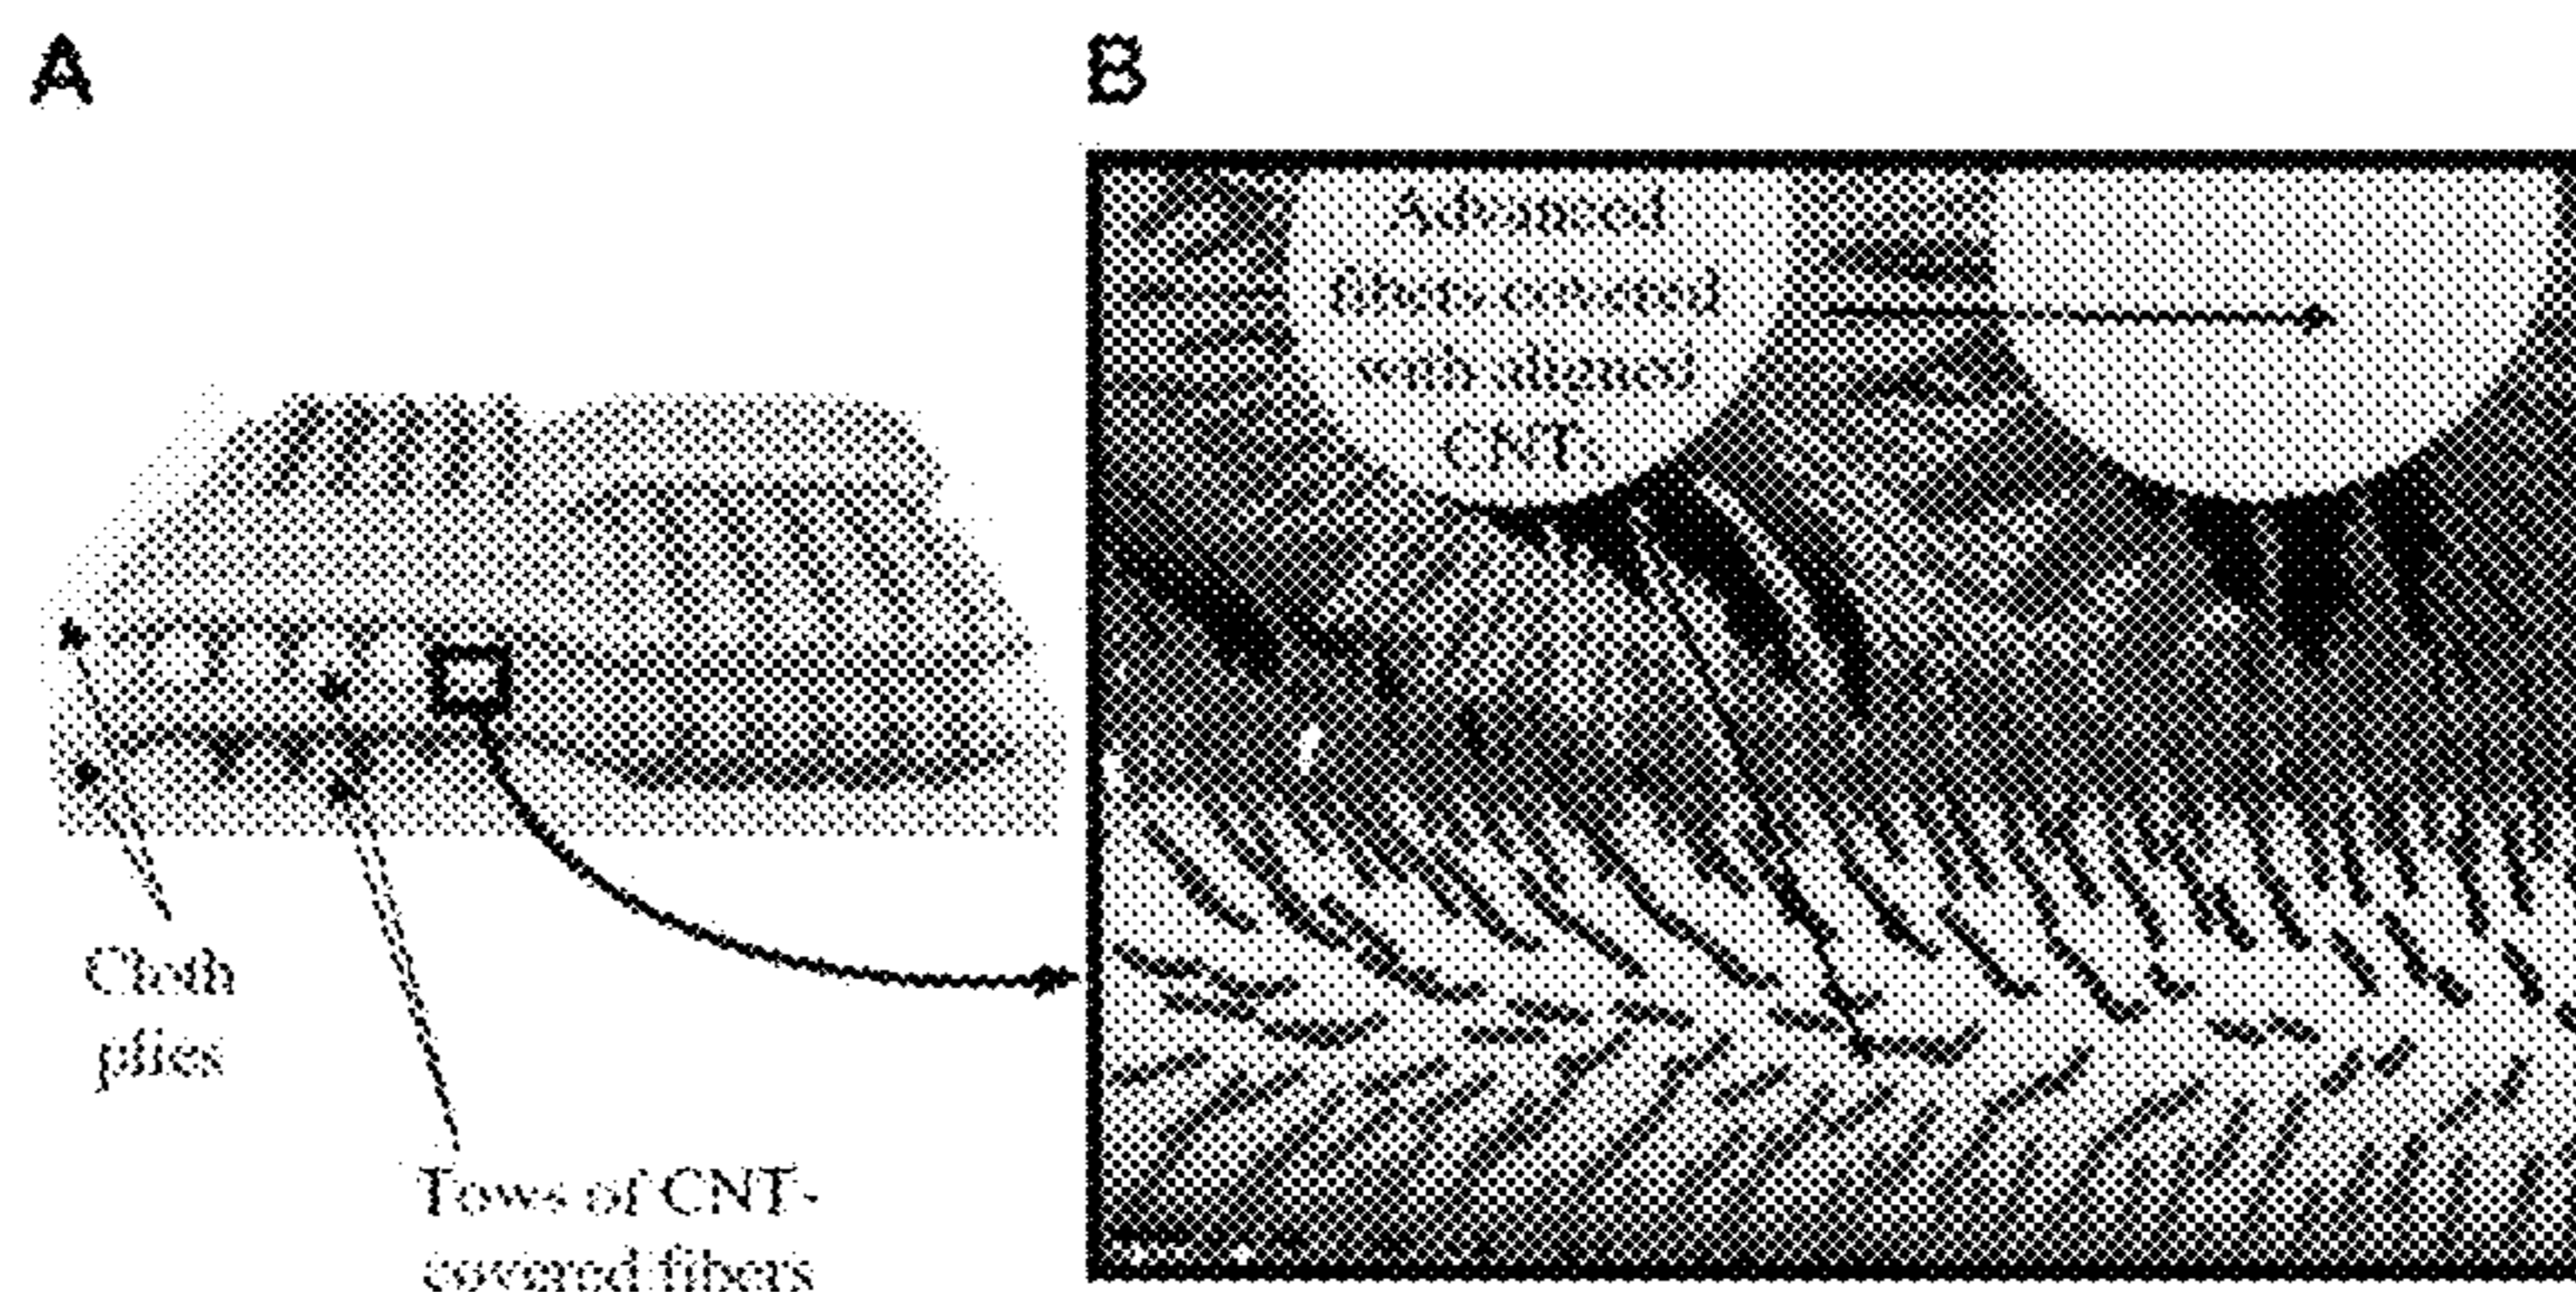 A
B
Advanced
fibers covered
with aligned
CNTs
Cloth
plies
Tows of CNT-
covered fibers